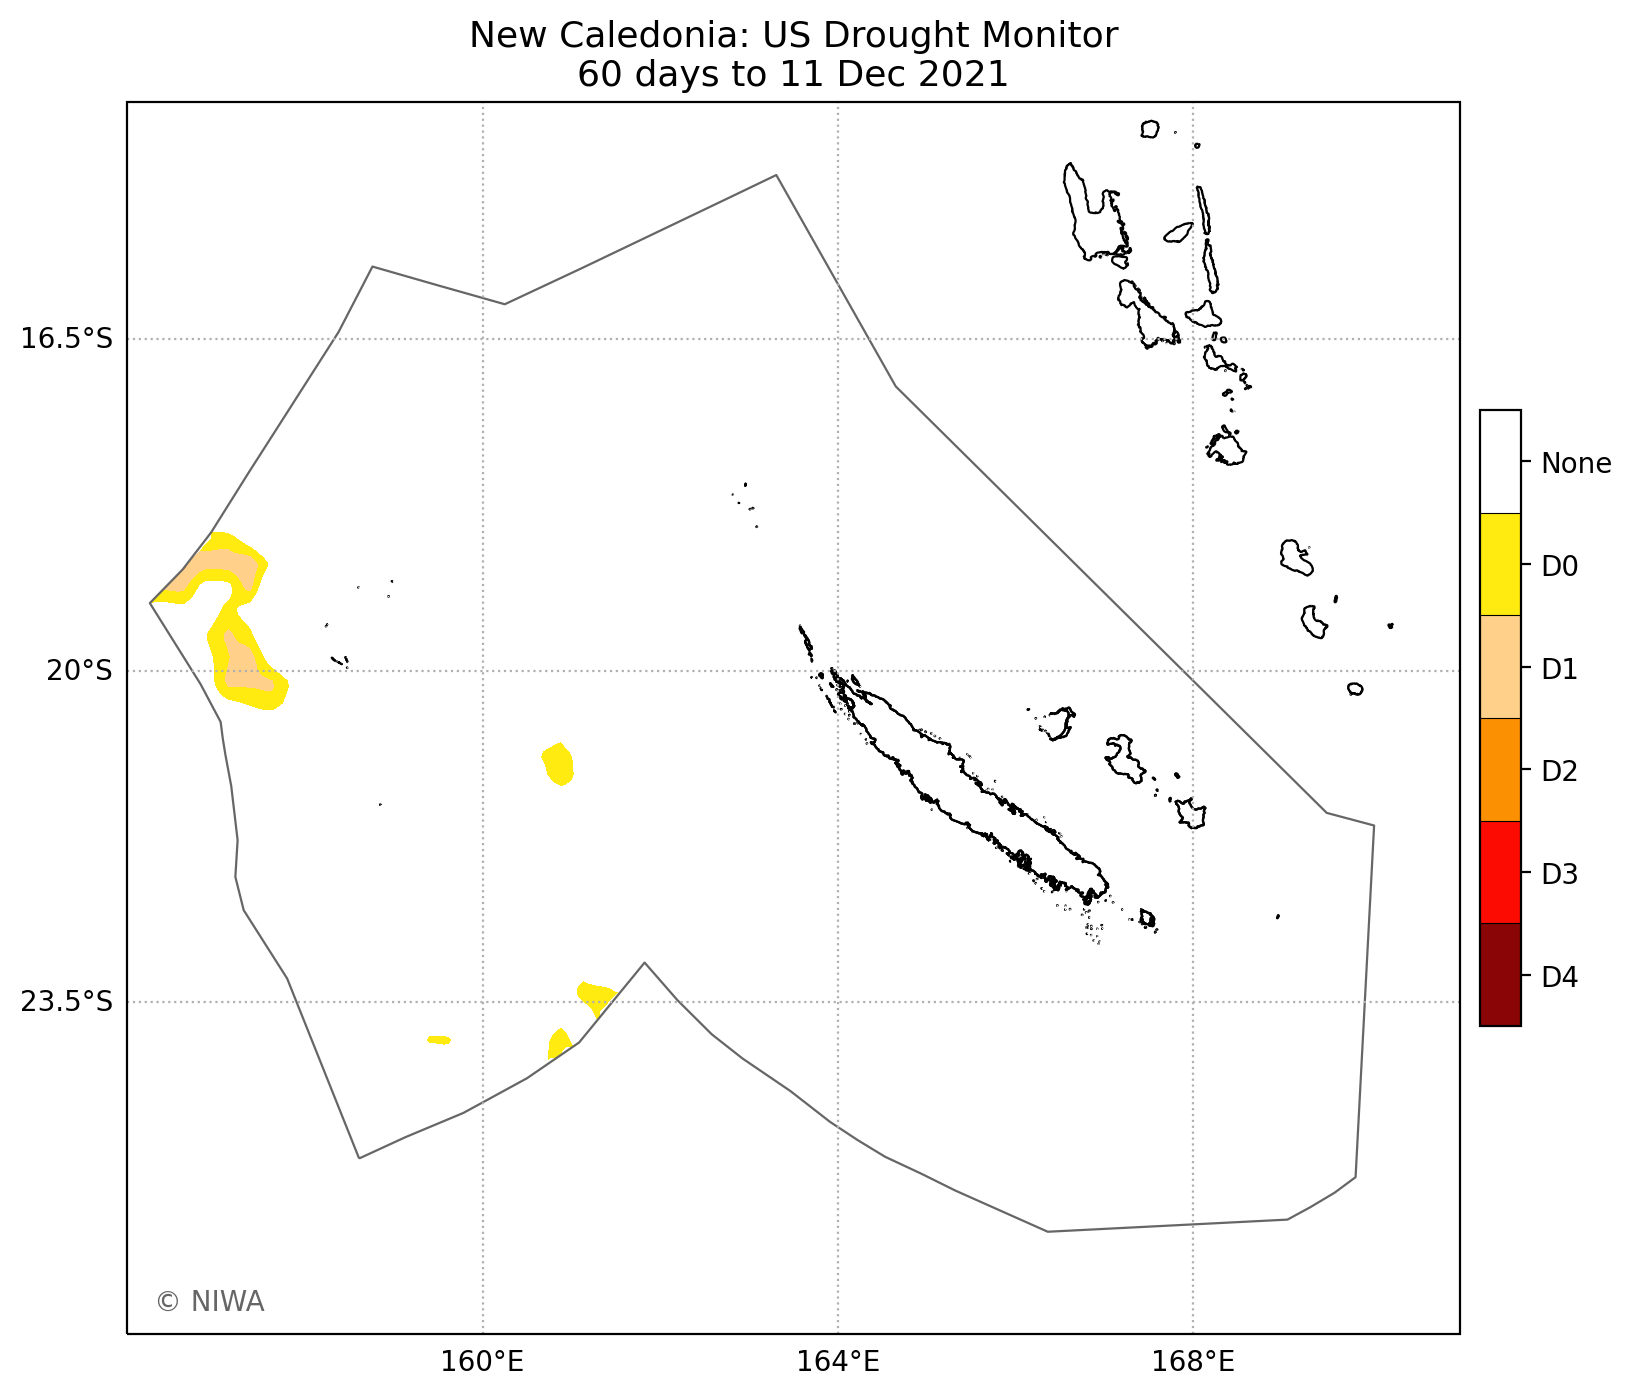 New Caledonia: US Drought Monitor
60 days to 11 Dec 2021
16.5°S
20°S
23.5°S
160°E
164°E
168°E
None
D0
D1
D2
D3
D4
© NIWA